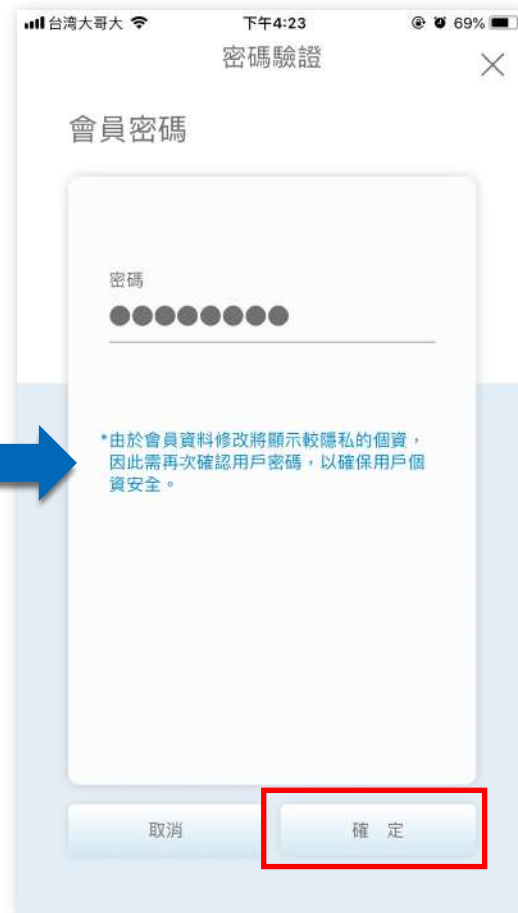 台湾大哥大 下午4:23 69%
密碼驗證
會員密碼
密碼
*由於會員資料修改將顯示較隱私的個資，
因此需再次確認用戶密碼，以確保用戶個
資安全。
取消 確 定